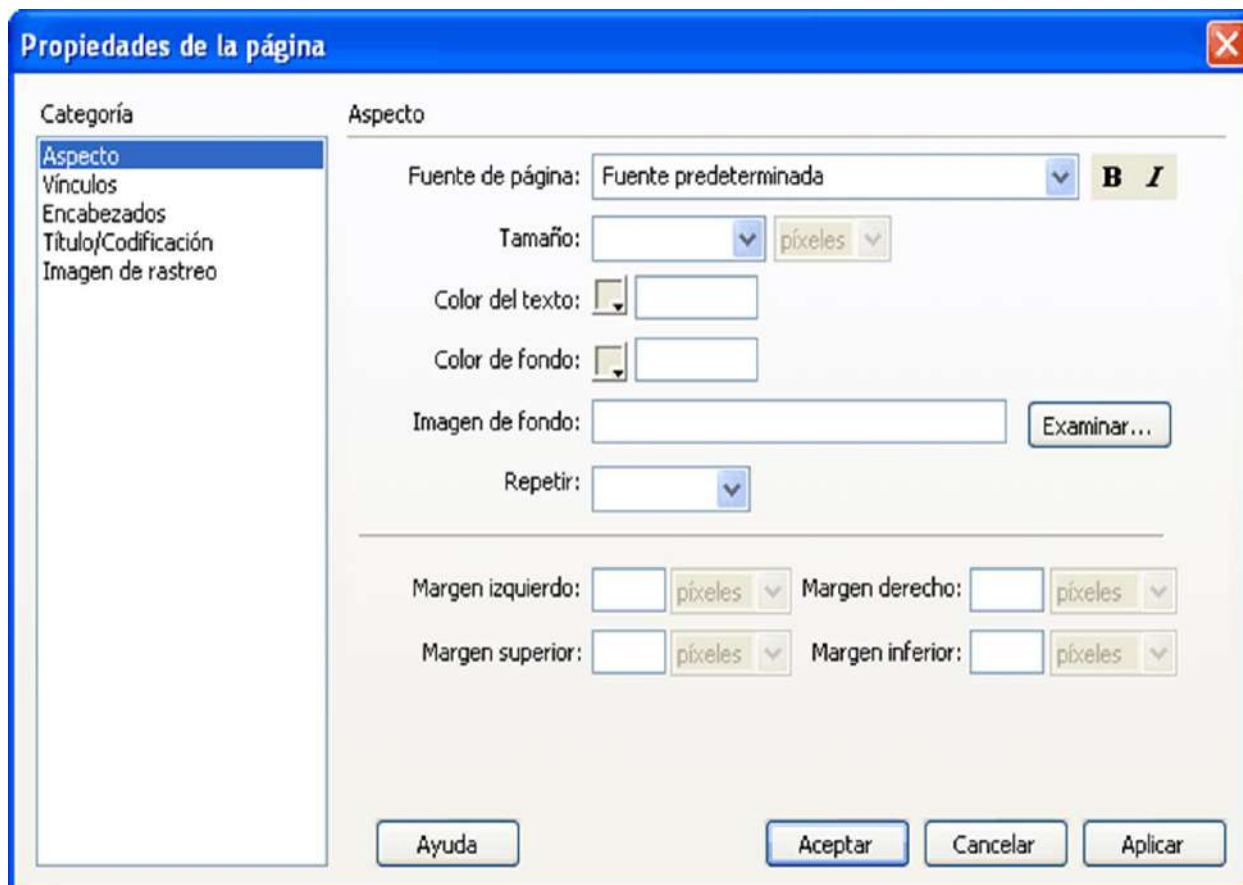 Propiedades de la página
Categoría
Aspecto
Vínculos
Encabezados
Título/Codificación
Imagen de rastreo
Aspecto
Fuente de página: Fuente predeterminada B I
Tamaño: píxeles
Color del texto:
Color de fondo:
Imagen de fondo: Examinar...
Repetir:
Margen izquierdo: píxeles Margen derecho: píxeles
Margen superior: píxeles Margen inferior: píxeles
Ayuda Aceptar Cancelar Aplicar